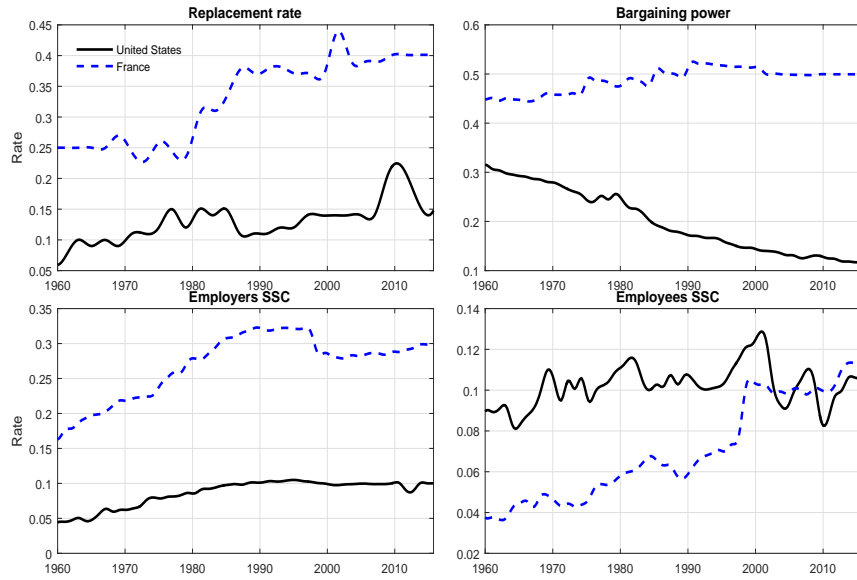 Replacement rate
0.45
0.4
0.35
0.3
0.25
0.2
0.15
0.1
0.05
Rate
United States
France
1960 1970 1980 1990 2000 2010
Bargaining power
0.6
0.5
0.4
0.3
0.2
0.1
1960 1970 1980 1990 2000 2010
Employers SSC
0.35
0.3
0.25
0.2
0.15
0.1
0.05
0
Rate
1960 1970 1980 1990 2000 2010
Employees SSC
0.14
0.12
0.1
0.08
0.06
0.04
0.02
1960 1970 1980 1990 2000 2010